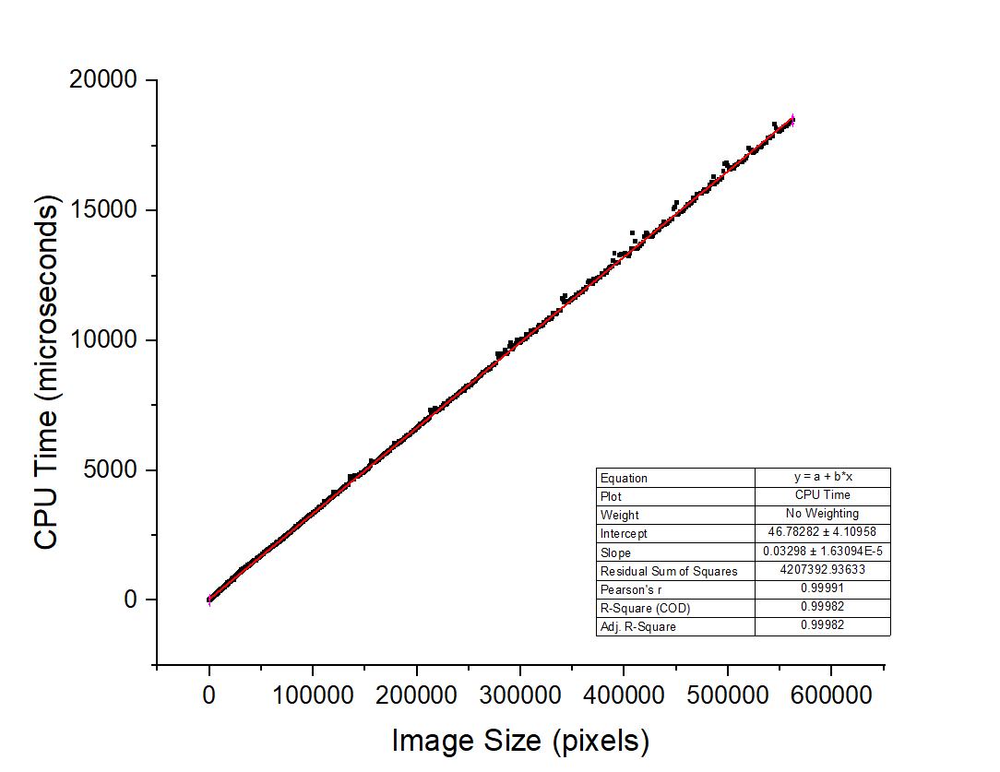 20000
15000
10000
5000
0
CPU Time (microseconds)
Equation y = a + b*x
Plot CPU Time
Weight No Weighting
Intercept 46.78282 ± 4.10958
Slope 0.03298 ± 1.63094E-5
Residual Sum of Squares 4207392.93633
Pearson's r 0.99991
R-Square (COD) 0.99982
Adj. R-Square 0.99982
0 100000 200000 300000 400000 500000 600000
Image Size (pixels)